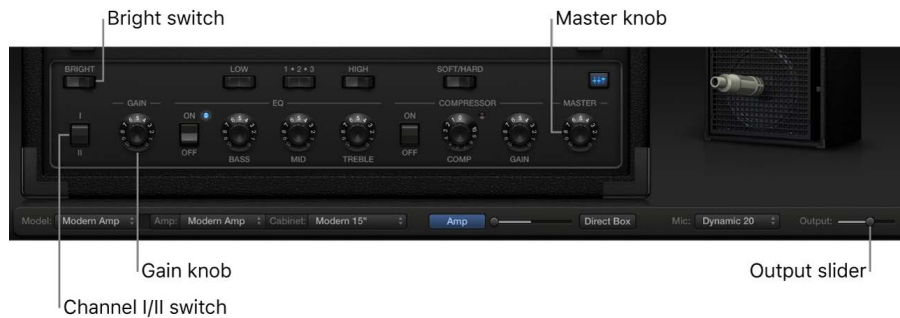 Bright switch
Master knob
BRIGHT
LOW
1 • 2 • 3
HIGH
SOFT/HARD
GAIN
EQ
COMPRESSOR
MASTER
I
II
ON
OFF
BASS
MID
TREBLE
ON
OFF
COMP
GAIN
Model: Modern Amp
Amp: Modern Amp
Cabinet: Modern 15"
Amp
Direct Box
Mic: Dynamic 20
Output:
Gain knob
Output slider
Channel I/II switch